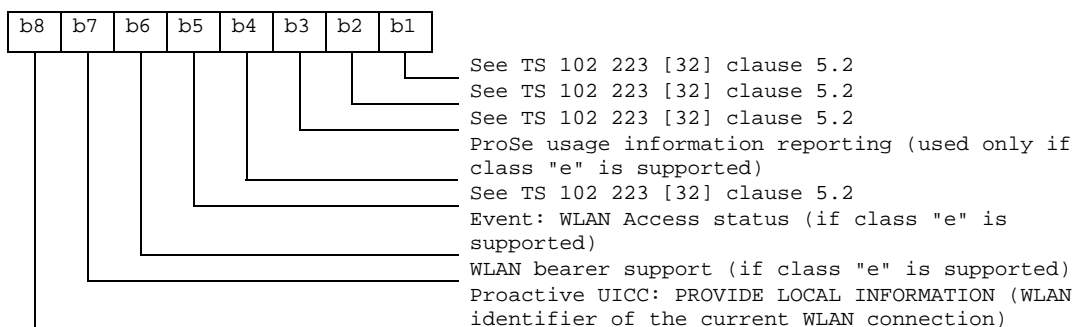 b8 b7 b6 b5 b4 b3 b2 b1
See TS 102 223 [32] clause 5.2
See TS 102 223 [32] clause 5.2
See TS 102 223 [32] clause 5.2
ProSe usage information reporting (used only if
class "e" is supported)
See TS 102 223 [32] clause 5.2
Event: WLAN Access status (if class "e" is
supported)
WLAN bearer support (if class "e" is supported)
Proactive UICC: PROVIDE LOCAL INFORMATION (WLAN
identifier of the current WLAN connection)